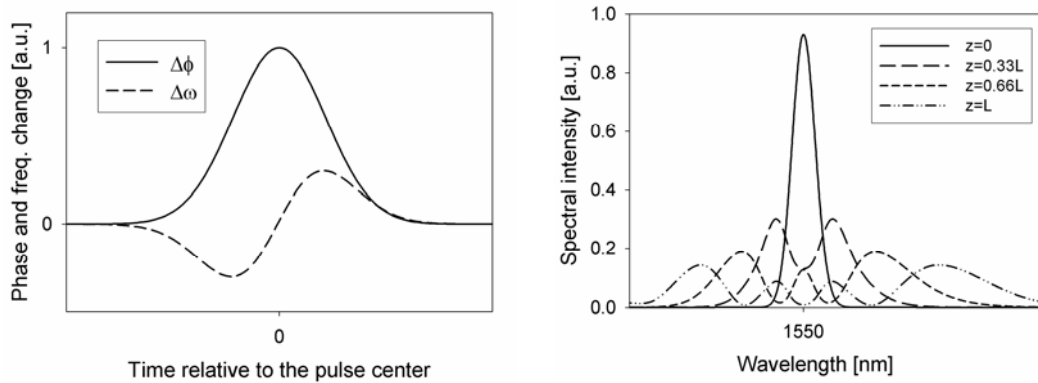 Phase and freq. change [a.u.]
1
0
Δϕ
Δω
0
Time relative to the pulse center
Spectral intensity [a.u.]
1.0
0.8
0.6
0.4
0.2
0.0
z=0
z=0.33L
z=0.66L
z=L
1550
Wavelength [nm]